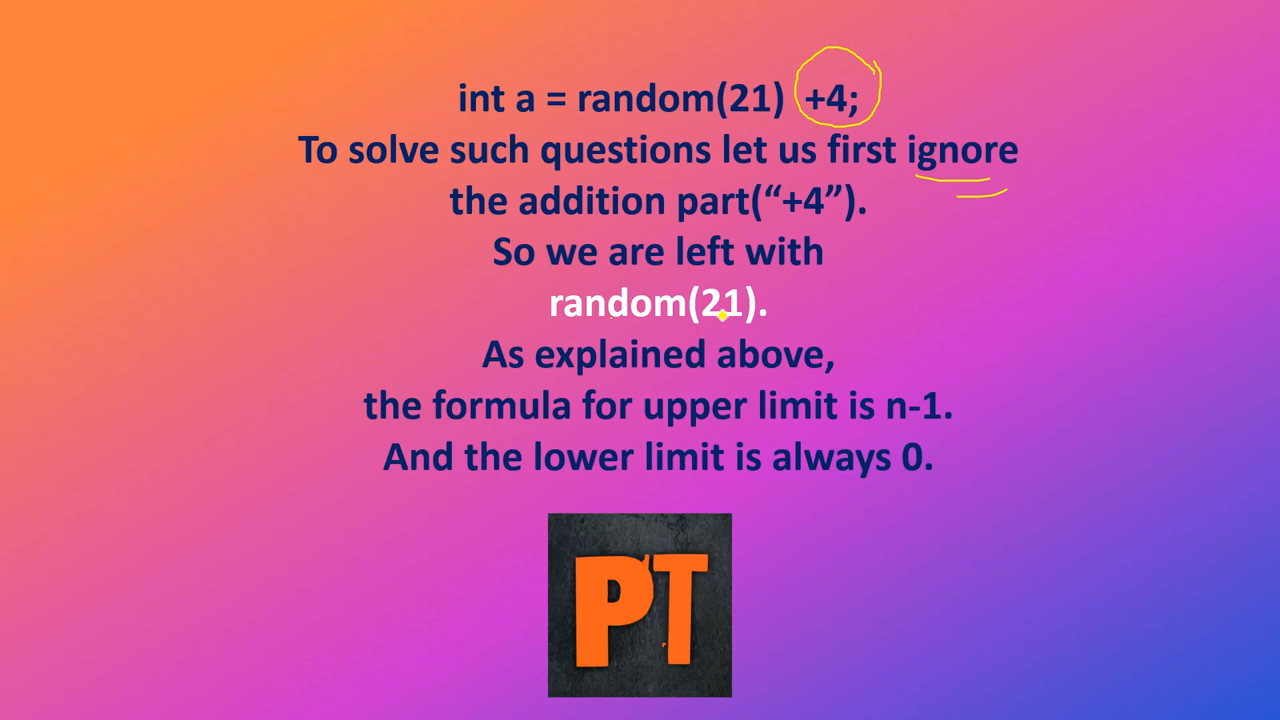 int a = random(21) +4;
To solve such questions let us first ignore
the addition part(“+4”).
So we are left with
random(21).
As explained above,
the formula for upper limit is n-1.
And the lower limit is always 0.
PT